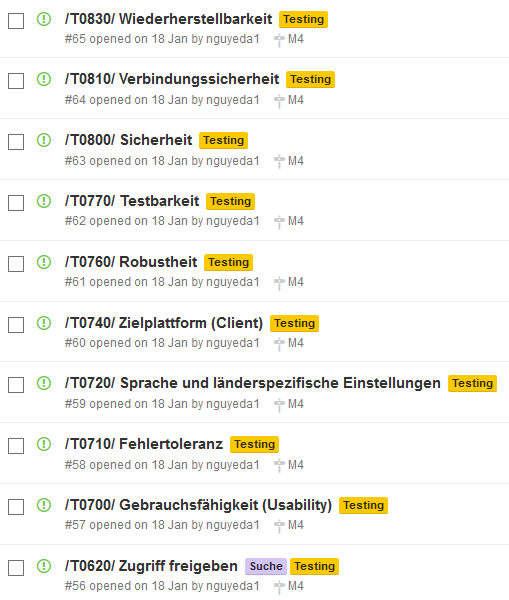 /T0830/ Wiederherstellbarkeit Testing
#65 opened on 18 Jan by nguyeda1 M4
/T0810/ Verbindungssicherheit Testing
#64 opened on 18 Jan by nguyeda1 M4
/T0800/ Sicherheit Testing
#63 opened on 18 Jan by nguyeda1 M4
/T0770/ Testbarkeit Testing
#62 opened on 18 Jan by nguyeda1 M4
/T0760/ Robustheit Testing
#61 opened on 18 Jan by nguyeda1 M4
/T0740/ Zielplattform (Client) Testing
#60 opened on 18 Jan by nguyeda1 M4
/T0720/ Sprache und länderspezifische Einstellungen Testing
#59 opened on 18 Jan by nguyeda1 M4
/T0710/ Fehlertoleranz Testing
#58 opened on 18 Jan by nguyeda1 M4
/T0700/ Gebrauchsfähigkeit (Usability) Testing
#57 opened on 18 Jan by nguyeda1 M4
/T0620/ Zugriff freigeben Suche Testing
#56 opened on 18 Jan by nguyeda1 M4